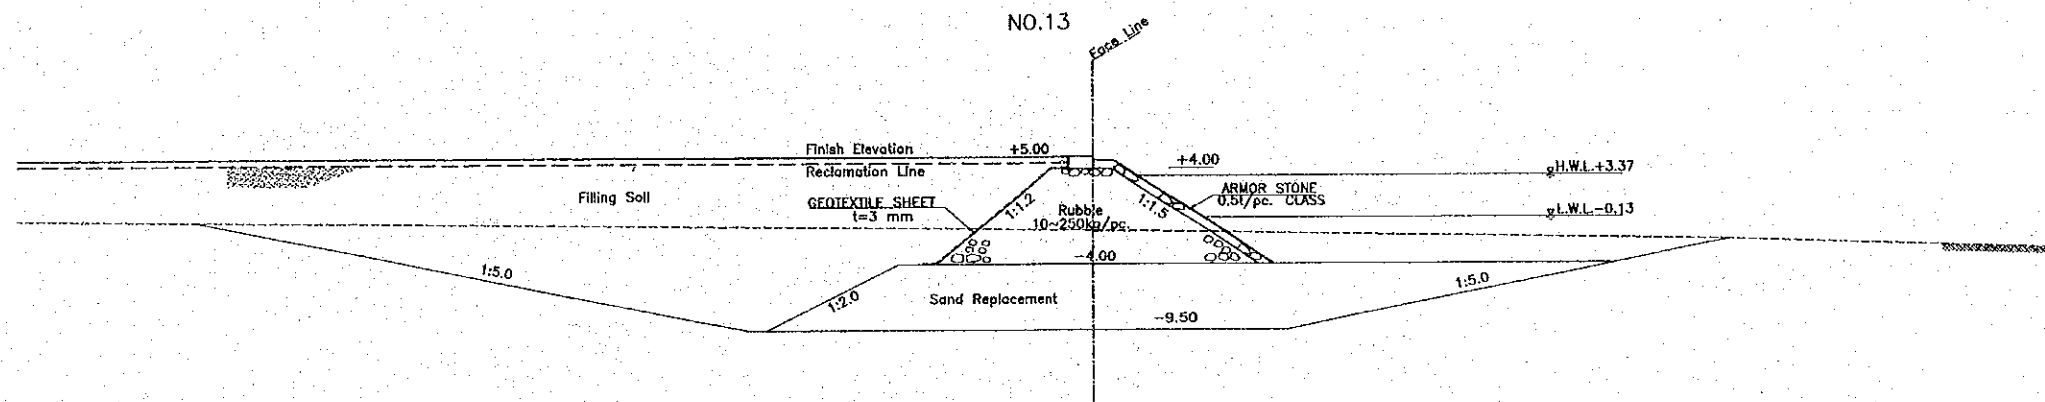 NO.13
Face Line
Finish Elevation
+5.00
Reclamation Line
+4.00
H.W.L.+3.37
Filling Soil
GEOTEXTILE SHEET
t=3 mm
1:1.2
Rubble
10~250kg/pc.
1:1.5
ARMOR STONE
0.5t/pc. CLASS
L.W.L.-0.13
-4.00
1:5.0
1:2.0
Sand Replacement
-9.50
1:5.0